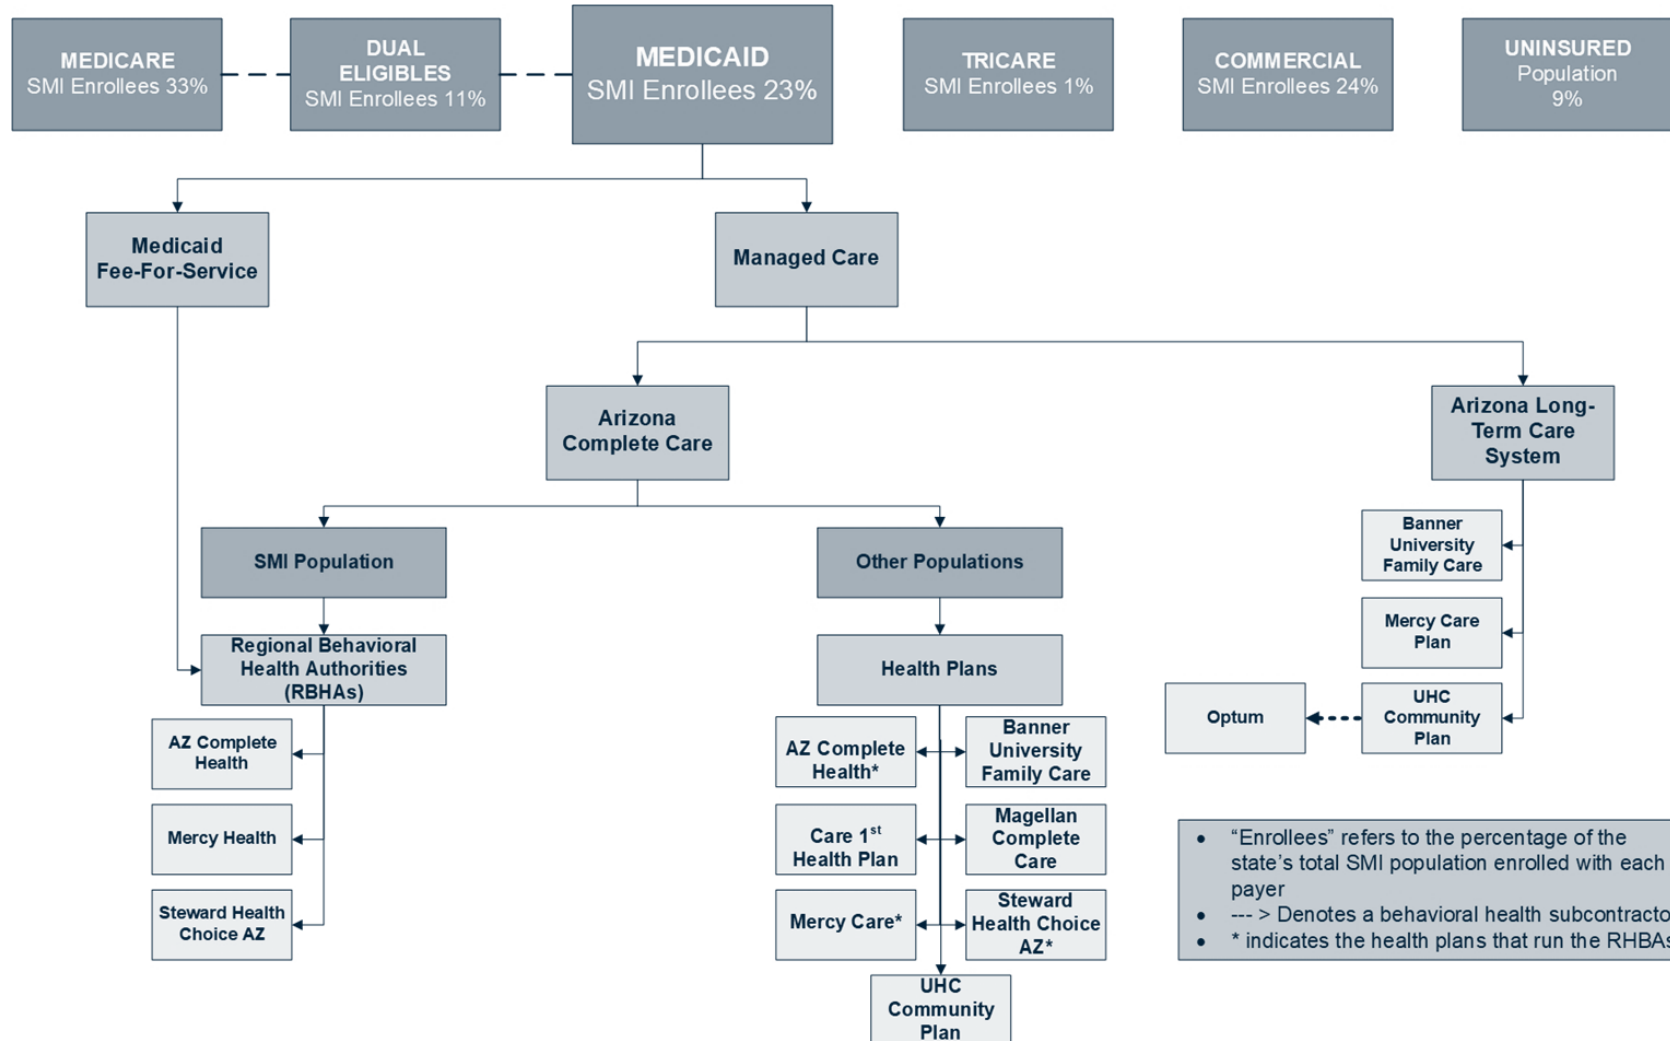 MEDICARE
SMI Enrollees 33%
DUAL
ELIGIBLES
SMI Enrollees 11%
MEDICAID
SMI Enrollees 23%
TRICARE
SMI Enrollees 1%
COMMERCIAL
SMI Enrollees 24%
UNINSURED
Population
9%
Medicaid
Fee-For-Service
Managed Care
Arizona
Complete Care
Arizona Long-
Term Care
System
SMI Population
Other Populations
Regional Behavioral
Health Authorities
(RBHAs)
Health Plans
AZ Complete
Health
Mercy Health
Steward Health
Choice AZ
AZ Complete
Health*
Banner
University
Family Care
Care 1st
Health Plan
Magellan
Complete
Care
Mercy Care*
Steward
Health Choice
AZ*
UHC
Community
Plan
Banner
University
Family Care
Mercy Care
Plan
UHC
Community
Plan
Optum
• “Enrollees” refers to the percentage of the
state’s total SMI population enrolled with each
payer
• --- > Denotes a behavioral health subcontracto
• * indicates the health plans that run the RHBAs